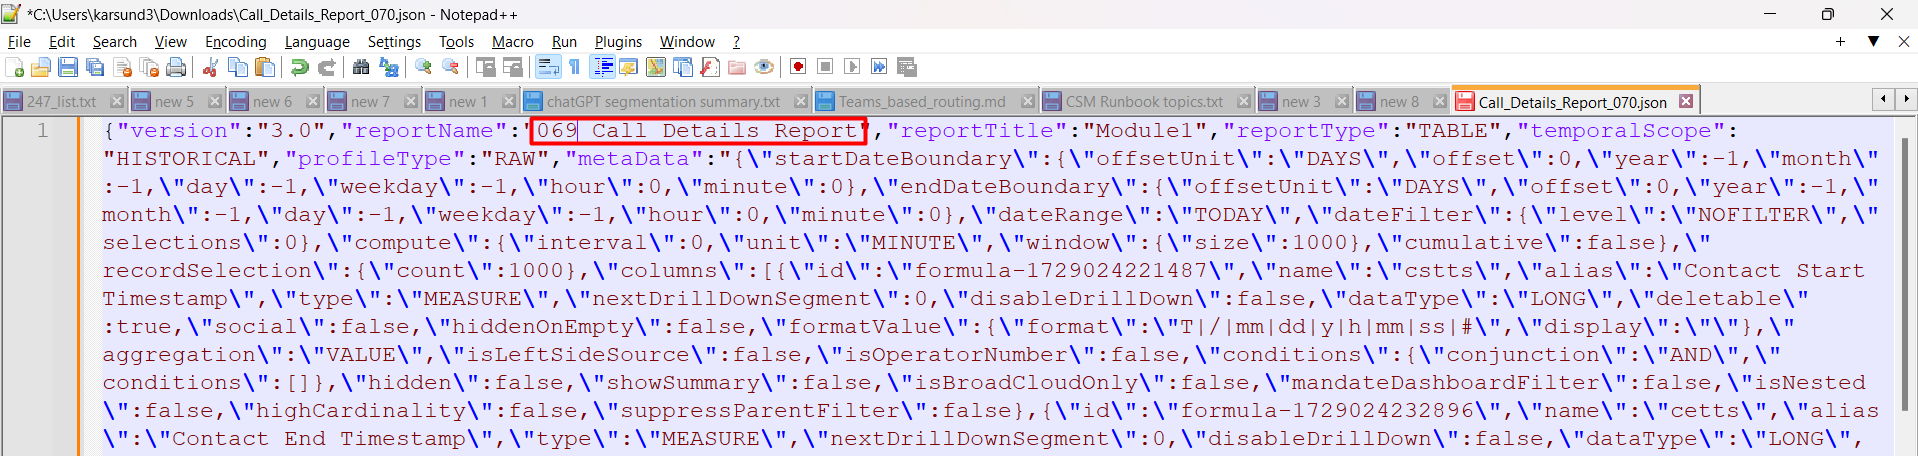 *C:\Users\karsund3\Downloads\Call_Details_Report_070.json - Notepad++
File Edit Search View Encoding Language Settings Tools Macro Run Plugins Window ?
247_list.txt new 5 new 6 new 7 new 1 chatGPT segmentation summary.txt Teams_based_routing.md CSM Runbook topics.txt new 3 new 8 Call_Details_Report_070.json
1 {"version":"3.0","reportName":"069 Call Details Report","reportTitle":"Module1","reportType":"TABLE","temporalScope":
"HISTORICAL","profileType":"RAW","metaData":"{\"startDateBoundary\":{\"offsetUnit\":\"DAYS\",\"offset\":0,\"year\":-1,\"month\"
:-1,\"day\":-1,\"weekday\":-1,\"hour\":0,\"minute\":0},\"endDateBoundary\":{\"offsetUnit\":\"DAYS\",\"offset\":0,\"year\":-1,\"
month\":-1,\"day\":-1,\"weekday\":-1,\"hour\":0,\"minute\":0},\"dateRange\":\"TODAY\",\"dateFilter\":{\"level\":\"NOFILTER\",\"
selections\":0},\"compute\":{\"interval\":0,\"unit\":\"MINUTE\",\"window\":{\"size\":1000},\"cumulative\":false},\"
recordSelection\":{\"count\":1000},\"columns\":[{\"id\":\"formula-1729024221487\",\"name\":\"cstts\",\"alias\":\"Contact Start
Timestamp\",\"type\":\"MEASURE\",\"nextDrillDownSegment\":0,\"disableDrillDown\":false,\"dataType\":\"LONG\",\"deletable\"
:true,\"social\":false,\"hiddenOnEmpty\":false,\"formatValue\":{\"format\":\"T|/|mm|dd|y|h|mm|ss|#\",\"display\":\"\"},\"
aggregation\":\"VALUE\",\"isLeftSideSource\":false,\"isOperatorNumber\":false,\"conditions\":{\"conjunction\":\"AND\",\"
conditions\":[]},\"hidden\":false,\"showSummary\":false,\"isBroadCloudOnly\":false,\"mandateDashboardFilter\":false,\"isNested
\":false,\"highCardinality\":false,\"suppressParentFilter\":false},{\"id\":\"formula-1729024232896\",\"name\":\"cetts\",\"alias
\":\"Contact End Timestamp\",\"type\":\"MEASURE\",\"nextDrillDownSegment\":0,\"disableDrillDown\":false,\"dataType\":\"LONG\",